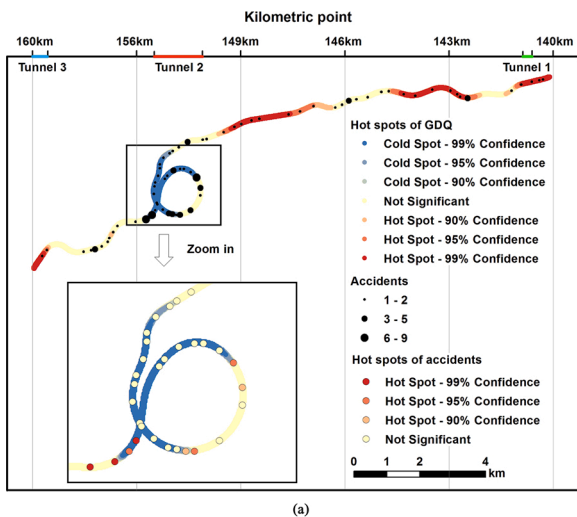 Kilometric point
160km 156km 149km 146km 143km 140km
Tunnel 3 Tunnel 2 Tunnel 1
Hot spots of GDQ
Cold Spot - 99% Confidence
Cold Spot - 95% Confidence
Cold Spot - 90% Confidence
Not Significant
Hot Spot - 90% Confidence
Hot Spot - 95% Confidence
Hot Spot - 99% Confidence
Zoom in
Accidents
1 - 2
3 - 5
6 - 9
Hot spots of accidents
Hot Spot - 99% Confidence
Hot Spot - 95% Confidence
Hot Spot - 90% Confidence
Not Significant
0 1 2 4
km
(a)